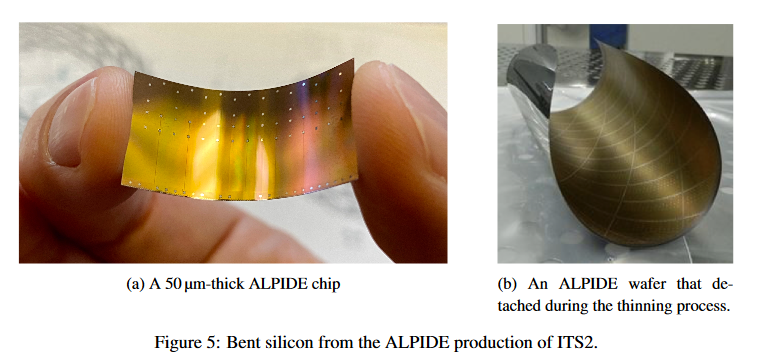 (a) A 50 μm-thick ALPIDE chip
(b) An ALPIDE wafer that de-
tached during the thinning process.
Figure 5: Bent silicon from the ALPIDE production of ITS2.